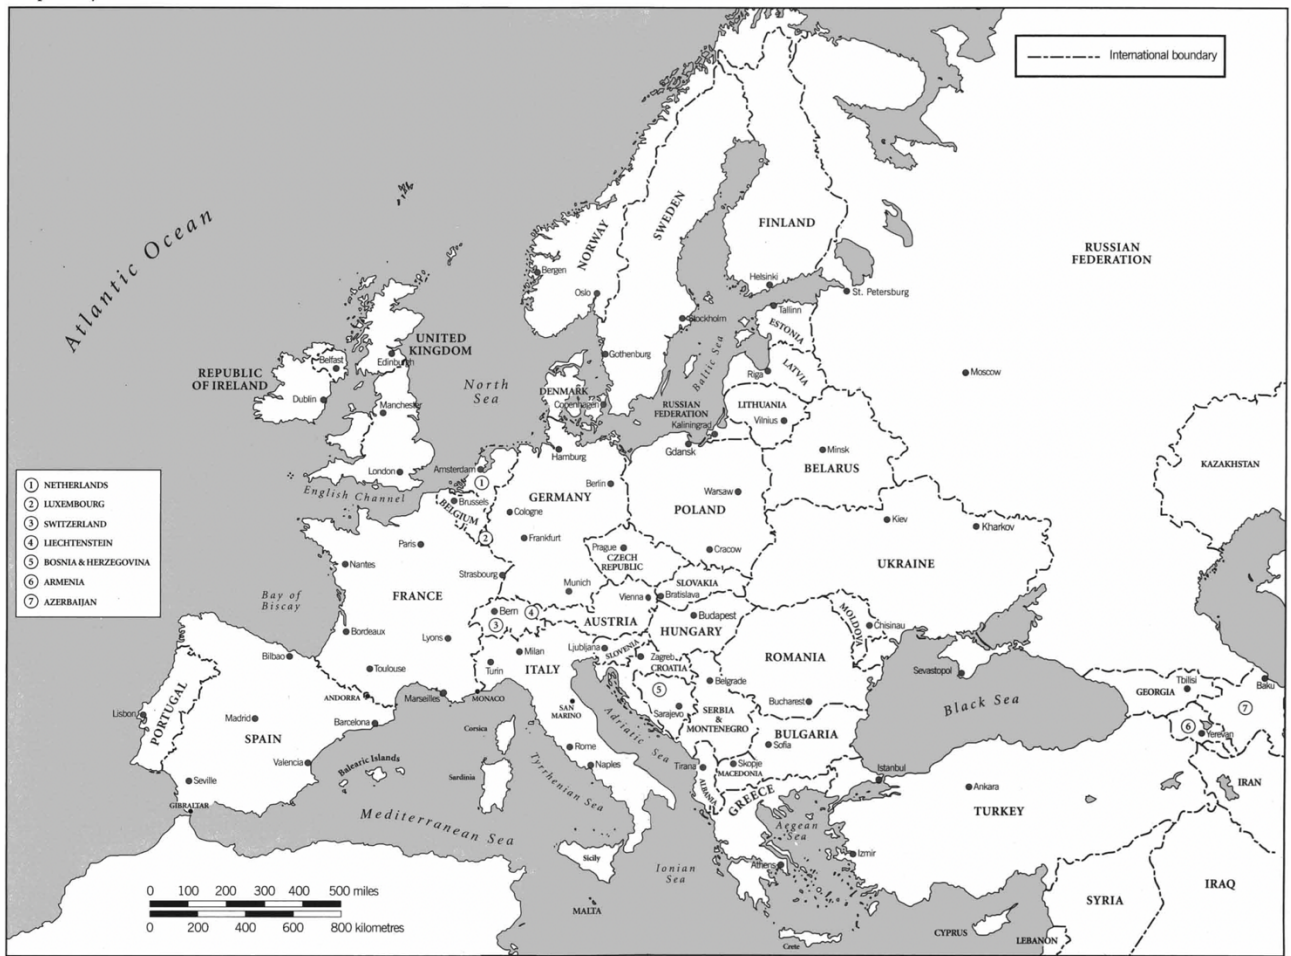 International boundary
Atlantic Ocean
NORWAY
SWEDEN
FINLAND
RUSSIAN
FEDERATION
Bergen
Oslo
Helsinki
St. Petersburg
Stockholm
Tallinn
ESTONIA
UNITED
KINGDOM
Edinburgh
Belfast
REPUBLIC
OF IRELAND
Dublin
Manchester
London
North
Sea
Gothenburg
DENMARK
Copenhagen
Baltic Sea
Riga
LATVIA
Moscow
RUSSIAN
FEDERATION
Kaliningrad
LITHUANIA
Vilnius
Gdansk
Minsk
BELARUS
KAZAKHSTAN
1 NETHERLANDS
2 LUXEMBOURG
3 SWITZERLAND
4 LIECHTENSTEIN
5 BOSNIA & HERZEGOVINA
6 ARMENIA
7 AZERBAIJAN
English Channel
Amsterdam
1
Hamburg
Berlin
GERMANY
Brussels
BELGIUM
Cologne
2
Frankfurt
Warsaw
POLAND
Cracow
Kiev
Kharkov
UKRAINE
Prague
CZECH
REPUBLIC
Paris
Nantes
Strasbourg
Munich
SLOVAKIA
Vienna
Bratislava
Bay of
Biscay
FRANCE
Bern
3
4
AUSTRIA
Budapest
HUNGARY
MOLDOVA
Chisinau
Bordeaux
Lyons
Milan
Turin
ITALY
Ljubljana
SLOVENIA
Zagreb
CROATIA
ROMANIA
Bilbao
Toulouse
ANDORRA
Marseilles
MONACO
SAN
MARINO
5
Sarajevo
Belgrade
SERBIA
&
MONTENEGRO
Bucharest
Sevastopol
Black Sea
GEORGIA
Tbilisi
Baku
7
6
Yerevan
PORTUGAL
Lisbon
Madrid
SPAIN
Barcelona
Valencia
Seville
GIBRALTAR
Balearic Islands
Corsica
Sardinia
Rome
Naples
Adriatic Sea
Tyrrhenian Sea
Tirana
ALBANIA
Skopje
MACEDONIA
BULGARIA
Sofia
GREECE
Istanbul
Ankara
TURKEY
IRAN
Mediterranean Sea
Sicily
Ionian
Sea
Aegean
Sea
Athens
Izmir
MALTA
Crete
CYPRUS
LEBANON
SYRIA
IRAQ
0 100 200 300 400 500 miles
0 200 400 600 800 kilometres